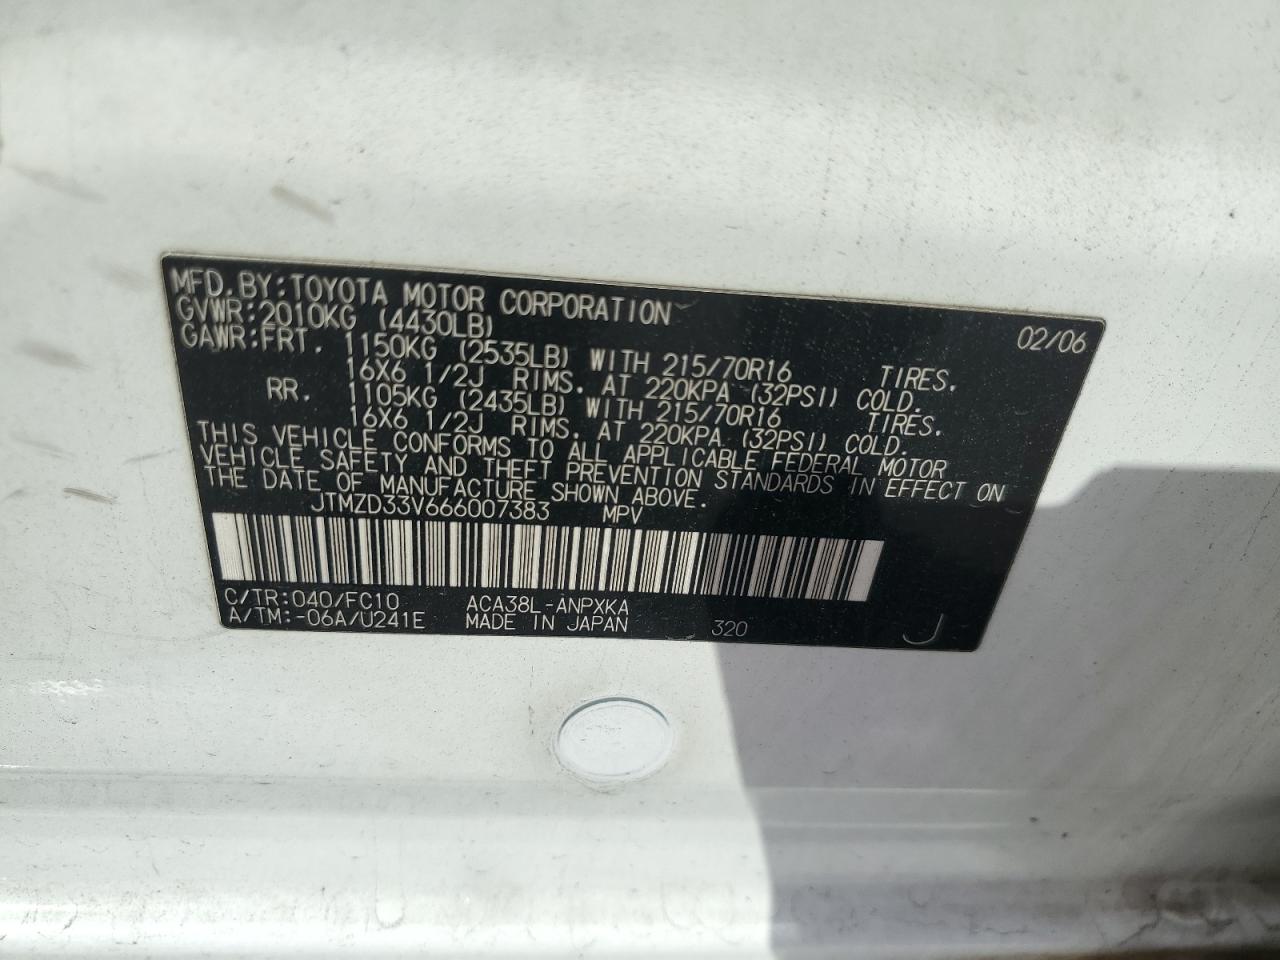 MFD.BY:TOYOTA MOTOR CORPORATION 02/06
GVWR:2010KG (4430LB)
GAWR:FRT. 1150KG (2535LB) WITH 215/70R16 TIRES.
16X6 1/2J RIMS. AT 220KPA (32PSI) COLD.
RR. 1105KG (2435LB) WITH 215/70R16 TIRES.
16X6 1/2J RIMS. AT 220KPA (32PSI) COLD.
THIS VEHICLE CONFORMS TO ALL APPLICABLE FEDERAL MOTOR
VEHICLE SAFETY AND THEFT PREVENTION STANDARDS IN EFFECT ON
THE DATE OF MANUFACTURE SHOWN ABOVE.
JTMZD33V666007383 MPV
C/TR:040/FC10 ACA38L-ANPXKA
A/TM:-06A/U241E MADE IN JAPAN 320 J